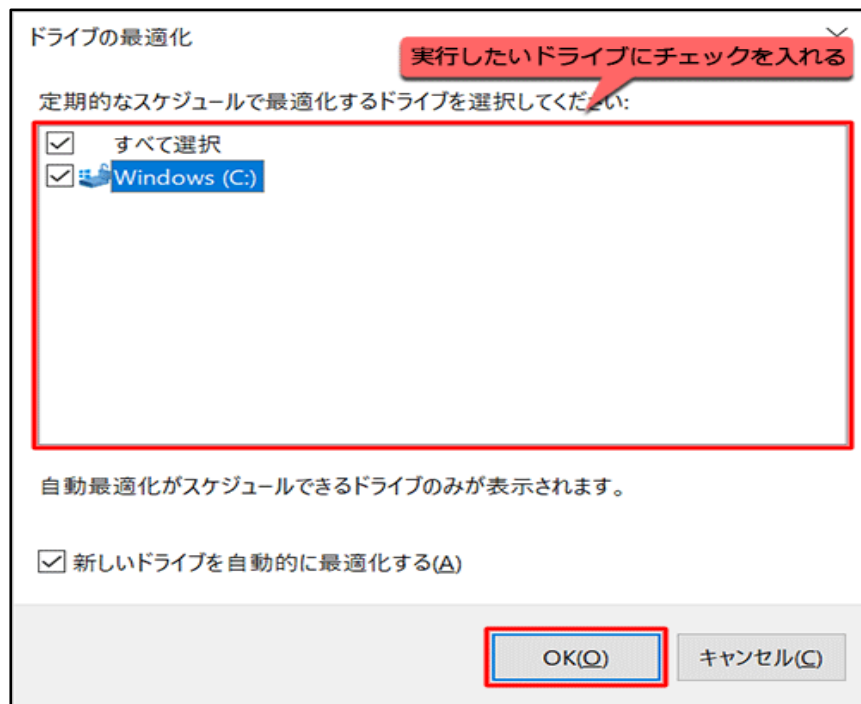 ドライブの最適化
実行したいドライブにチェックを入れる
定期的なスケジュールで最適化するドライブを選択してください:
すべて選択
Windows (C:)
自動最適化がスケジュールできるドライブのみが表示されます。
新しいドライブを自動的に最適化する(A)
OK(O)
キャンセル(C)